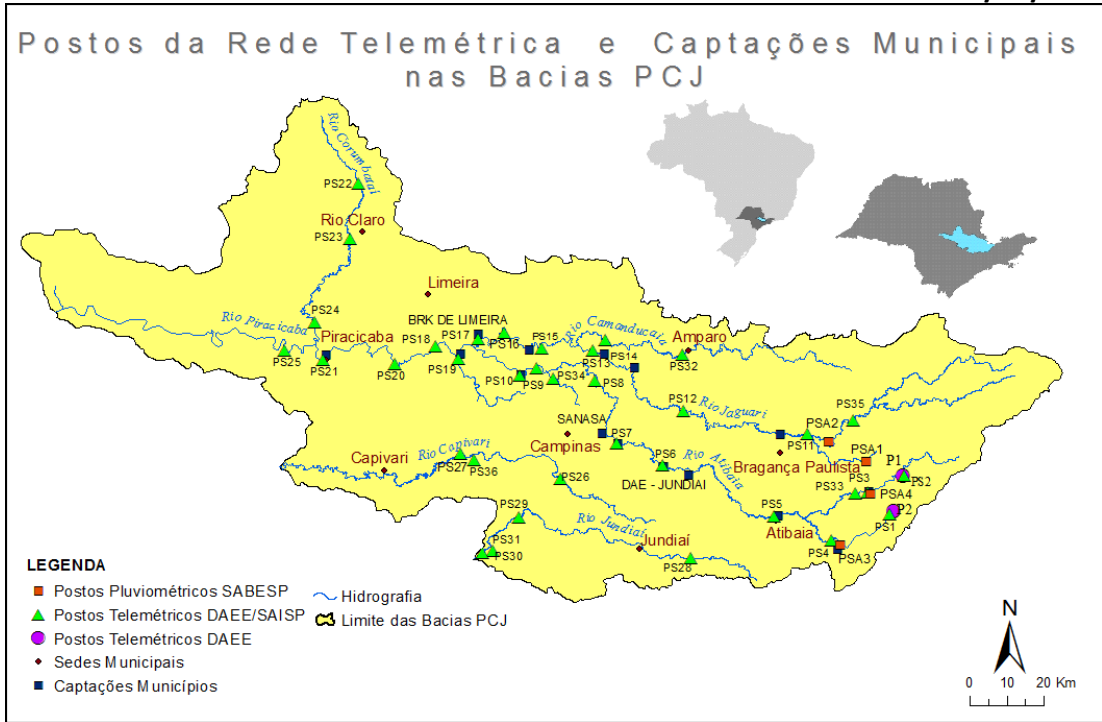 Postos da Rede Telemétrica e Captações Municipais
nas Bacias PCJ
Rio Corumbataí
PS22
Rio Claro
PS23
Limeira
PS24
Rio Piracicaba
Piracicaba
BRK DE LIMEIRA
PS25
PS21
PS20
PS18
PS17
PS16
PS15
PS19
Rio Camanducaia
Amparo
PS13
PS14
PS32
PS10
PS9
PS34
PS8
PS12
Rio Jaguari
PS35
PSA2
PS11
SANASA
PS7
Campinas
Rio Capivari
Capivari
PS27
PS36
PS26
PS6
Rio Atibaia
DAE - JUNDIAI
Bragança Paulista
PSA1
P1
PS2
PS3
PS33
PSA4
P2
PS1
PS5
Atibaia
PS4
PSA3
PS29
Rio Jundiaí
PS31
PS30
Jundiaí
PS28
LEGENDA
Postos Pluviométricos SABESP
Postos Telemétricos DAEE/SAISP
Postos Telemétricos DAEE
Sedes Municipais
Captações Municípios
Hidrografia
Limite das Bacias PCJ
N
0 10 20 Km